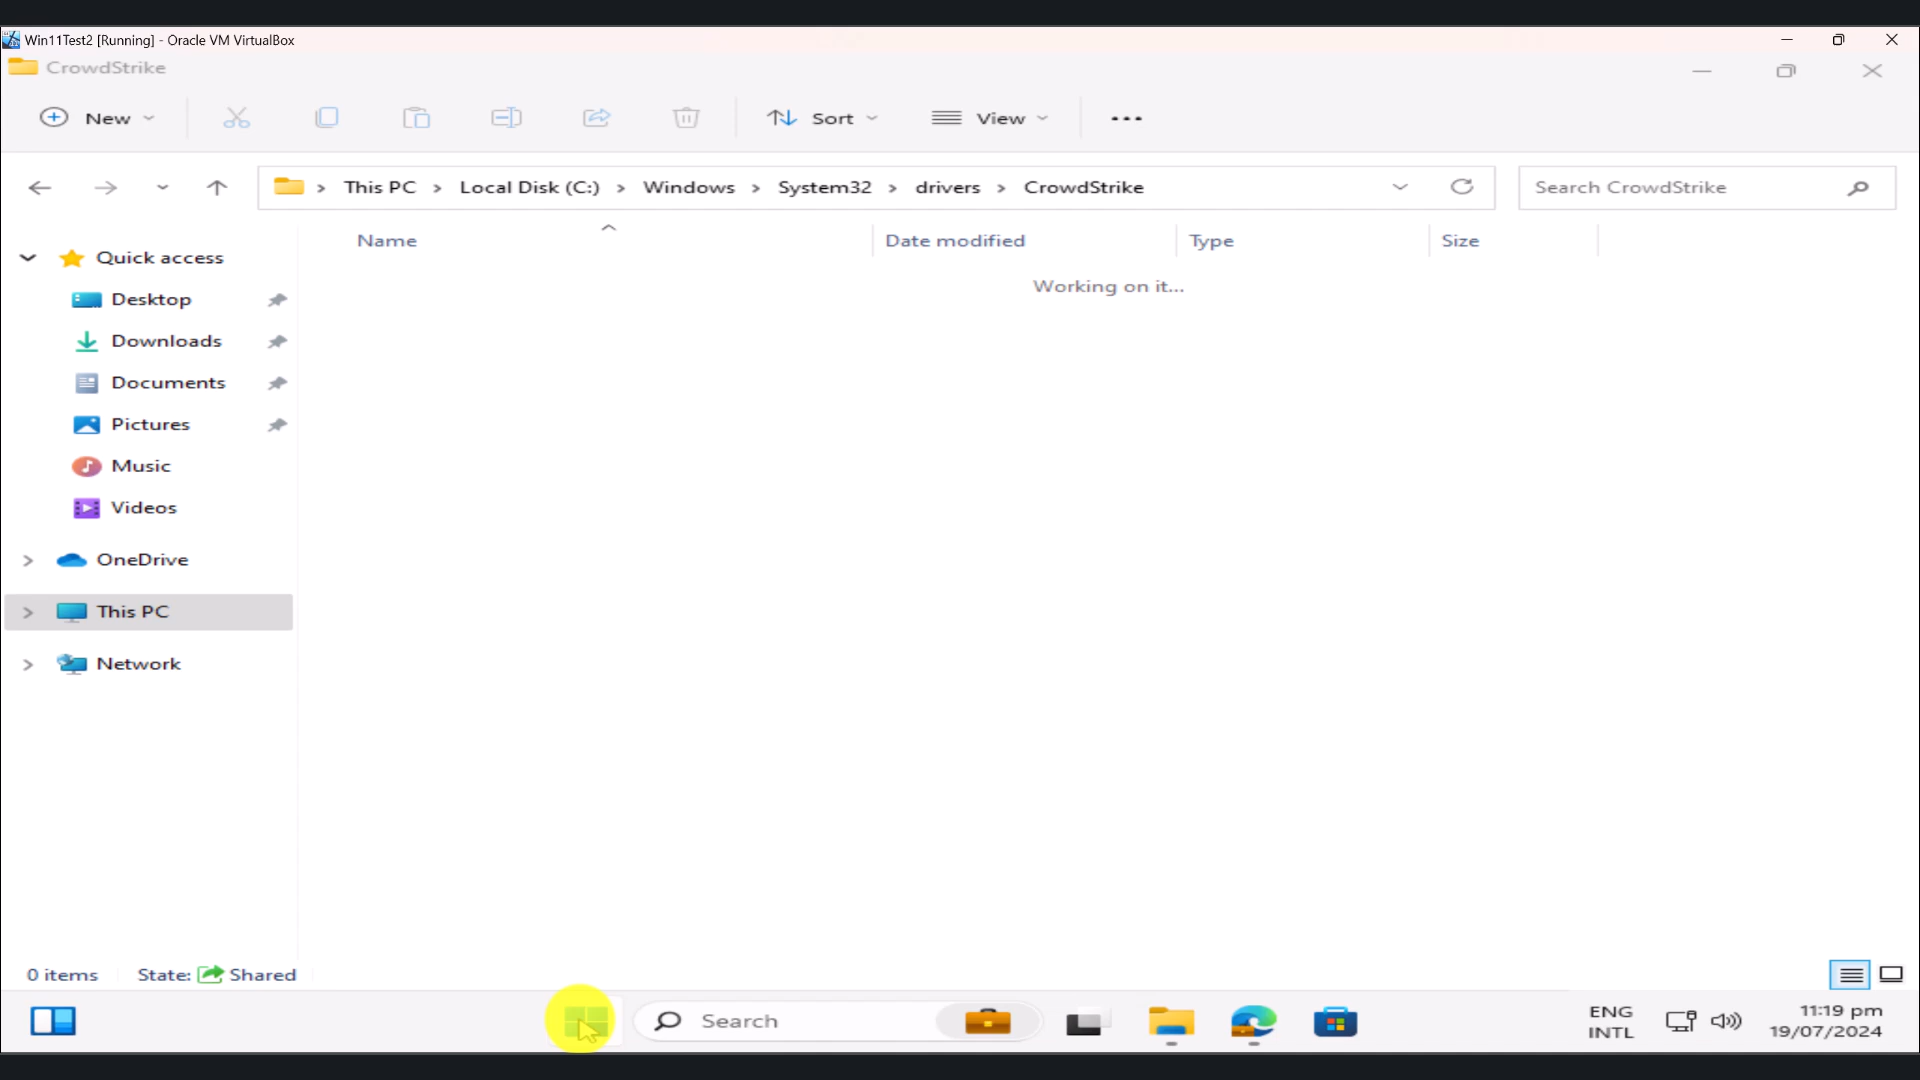 Win11Test2 [Running] - Oracle VM VirtualBox
CrowdStrike
New
Sort
View
This PC > Local Disk (C:) > Windows > System32 > drivers > CrowdStrike
Search CrowdStrike
Name
Date modified
Type
Size
Working on it...
Quick access
Desktop
Downloads
Documents
Pictures
Music
Videos
OneDrive
This PC
Network
0 items
State: Shared
Search
ENG
INTL
11:19 pm
19/07/2024